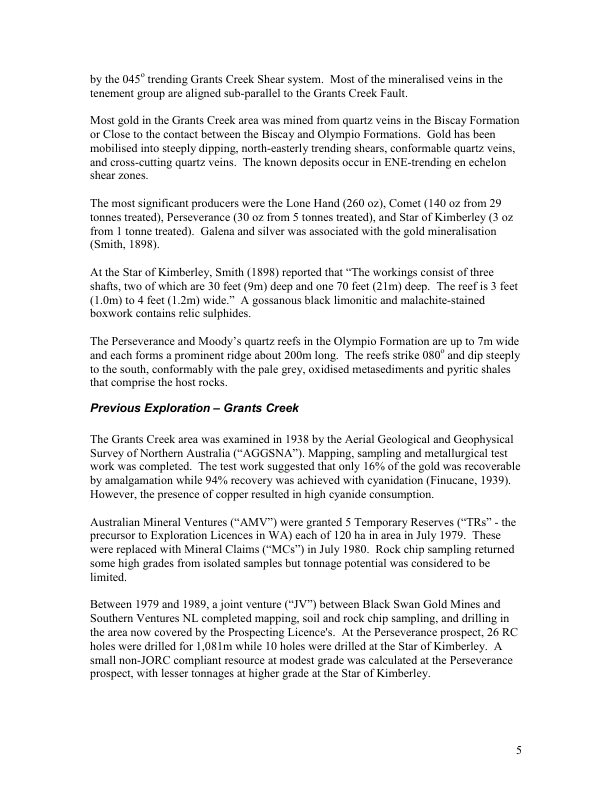 by the 045° trending Grants Creek Shear system.  Most of the mineralised veins in the
tenement group are aligned sub-parallel to the Grants Creek Fault.
Most gold in the Grants Creek area was mined from quartz veins in the Biscay Formation
or Close to the contact between the Biscay and Olympio Formations.  Gold has been
mobilised into steeply dipping, north-easterly trending shears, conformable quartz veins,
and cross-cutting quartz veins.  The known deposits occur in ENE-trending en echelon
shear zones.
The most significant producers were the Lone Hand (260 oz), Comet (140 oz from 29
tonnes treated), Perseverance (30 oz from 5 tonnes treated), and Star of Kimberley (3 oz
from 1 tonne treated).  Galena and silver was associated with the gold mineralisation
(Smith, 1898).
At the Star of Kimberley, Smith (1898) reported that “The workings consist of three
shafts, two of which are 30 feet (9m) deep and one 70 feet (21m) deep.  The reef is 3 feet
(1.0m) to 4 feet (1.2m) wide.”  A gossanous black limonitic and malachite-stained
boxwork contains relic sulphides.
The Perseverance and Moody’s quartz reefs in the Olympio Formation are up to 7m wide
and each forms a prominent ridge about 200m long.  The reefs strike 080° and dip steeply
to the south, conformably with the pale grey, oxidised metasediments and pyritic shales
that comprise the host rocks.
Previous Exploration – Grants Creek
The Grants Creek area was examined in 1938 by the Aerial Geological and Geophysical
Survey of Northern Australia (“AGGSNA”). Mapping, sampling and metallurgical test
work was completed.  The test work suggested that only 16% of the gold was recoverable
by amalgamation while 94% recovery was achieved with cyanidation (Finucane, 1939).
However, the presence of copper resulted in high cyanide consumption.
Australian Mineral Ventures (“AMV”) were granted 5 Temporary Reserves (“TRs” - the
precursor to Exploration Licences in WA) each of 120 ha in area in July 1979.  These
were replaced with Mineral Claims (“MCs”) in July 1980.  Rock chip sampling returned
some high grades from isolated samples but tonnage potential was considered to be
limited.
Between 1979 and 1989, a joint venture (“JV”) between Black Swan Gold Mines and
Southern Ventures NL completed mapping, soil and rock chip sampling, and drilling in
the area now covered by the Prospecting Licence's.  At the Perseverance prospect, 26 RC
holes were drilled for 1,081m while 10 holes were drilled at the Star of Kimberley.  A
small non-JORC compliant resource at modest grade was calculated at the Perseverance
prospect, with lesser tonnages at higher grade at the Star of Kimberley.
5